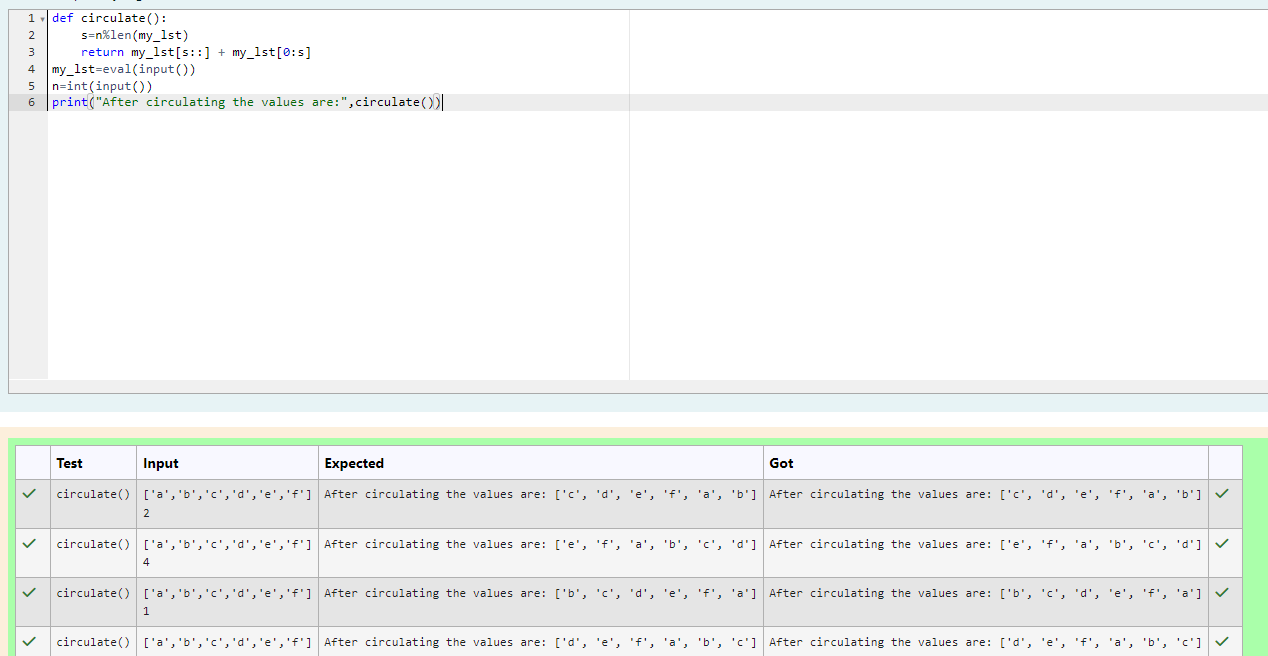 1 def circulate():
2     s=n%len(my_lst)
3     return my_lst[s::] + my_lst[0:s]
4 my_lst=eval(input())
5 n=int(input())
6 print("After circulating the values are:",circulate())
Test Input Expected Got
circulate() ['a','b','c','d','e','f'] After circulating the values are: ['c', 'd', 'e', 'f', 'a', 'b'] After circulating the values are: ['c', 'd', 'e', 'f', 'a', 'b']
2
circulate() ['a','b','c','d','e','f'] After circulating the values are: ['e', 'f', 'a', 'b', 'c', 'd'] After circulating the values are: ['e', 'f', 'a', 'b', 'c', 'd']
4
circulate() ['a','b','c','d','e','f'] After circulating the values are: ['b', 'c', 'd', 'e', 'f', 'a'] After circulating the values are: ['b', 'c', 'd', 'e', 'f', 'a']
1
circulate() ['a','b','c','d','e','f'] After circulating the values are: ['d', 'e', 'f', 'a', 'b', 'c'] After circulating the values are: ['d', 'e', 'f', 'a', 'b', 'c']